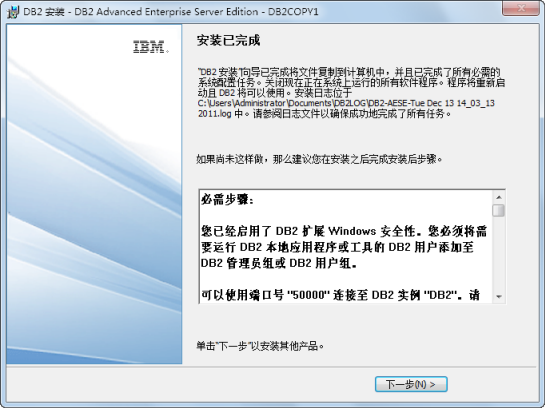 DB2 安装 - DB2 Advanced Enterprise Server Edition - DB2COPY1
IBM.
安装已完成
"DB2 安装"向导已完成将文件复制到计算机中，并且已完成了所有必需的
系统配置任务。关闭现在正在系统上运行的所有软件程序。程序将重新启
动且 DB2 将可以使用。安装日志位于
C:\Users\Administrator\Documents\DB2LOG\DB2-AESE-Tue Dec 13 14_03_13
2011.log 中。请参阅日志文件以确保成功地完成了所有任务。
如果尚未这样做，那么建议您在安装之后完成安装后步骤。
必需步骤：
您已经启用了 DB2 扩展 Windows 安全性。您必须将需
要运行 DB2 本地应用程序或工具的 DB2 用户添加至
DB2 管理员组或 DB2 用户组。
可以使用端口号 "50000" 连接至 DB2 实例 "DB2"。请
单击"下一步"以安装其他产品。
下一步(N) >